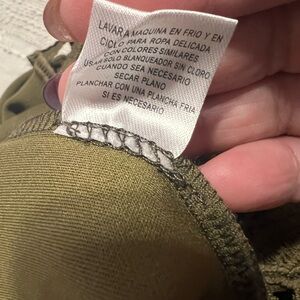 LAVARA MAQUINA EN FRIO Y EN
CICLO PARA ROPA DELICADA
CON COLORES SIMILARES
USAR SOLO BLANQUEADOR SIN CLORO
CUANDO SEA NECESARIO
SECAR PLANO
PLANCHAR CON UNA PLANCHA FRIA
SI ES NECESARIO